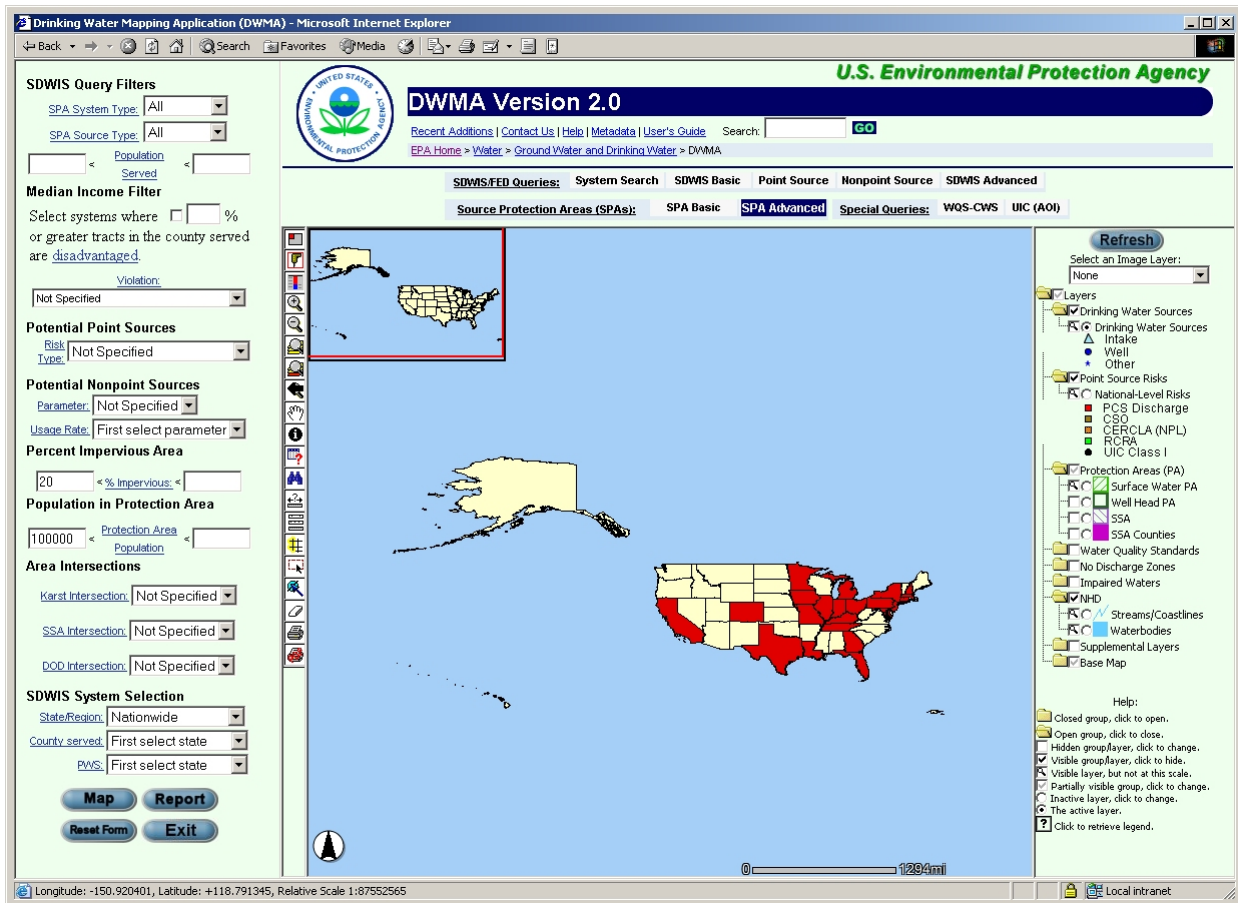 Drinking Water Mapping Application (DWMA) - Microsoft Internet Explorer
Back Search Favorites Media
SDWIS Query Filters
SPA System Type: All
SPA Source Type: All
< Population Served <
Median Income Filter
Select systems where %
or greater tracts in the county served
are disadvantaged.
Violation:
Not Specified
Potential Point Sources
Risk Type: Not Specified
Potential Nonpoint Sources
Parameter: Not Specified
Usage Rate: First select parameter
Percent Impervious Area
20 < % Impervious: <
Population in Protection Area
100000 < Protection Area Population <
Area Intersections
Karst Intersection: Not Specified
SSA Intersection: Not Specified
DOD Intersection: Not Specified
SDWIS System Selection
State/Region: Nationwide
County served: First select state
PWS: First select state
Map Report
Reset Form Exit
UNITED STATES
ENVIRONMENTAL PROTECTION AGENCY
U.S. Environmental Protection Agency
DWMA Version 2.0
Recent Additions | Contact Us | Help | Metadata | User's Guide Search: GO
EPA Home > Water > Ground Water and Drinking Water > DWMA
SDWIS/FED Queries: System Search SDWIS Basic Point Source Nonpoint Source SDWIS Advanced
Source Protection Areas (SPAs): SPA Basic SPA Advanced Special Queries: WQS-CWS UIC (AOI)
0 1294mi
Refresh
Select an Image Layer:
None
Layers
Drinking Water Sources
Drinking Water Sources
Intake
Well
Other
Point Source Risks
National-Level Risks
PCS Discharge
CSO
CERCLA (NPL)
RCRA
UIC Class I
Protection Areas (PA)
Surface Water PA
Well Head PA
SSA
SSA Counties
Water Quality Standards
No Discharge Zones
Impaired Waters
NHD
Streams/Coastlines
Waterbodies
Supplemental Layers
Base Map
Help:
Closed group, click to open.
Open group, click to close.
Hidden group/layer, click to change.
Visible group/layer, click to hide.
Visible layer, but not at this scale.
Partially visible group, click to change.
Inactive layer, click to change.
The active layer.
? Click to retrieve legend.
Longitude: -150.920401, Latitude: +118.791345, Relative Scale 1:87552565
Local intranet